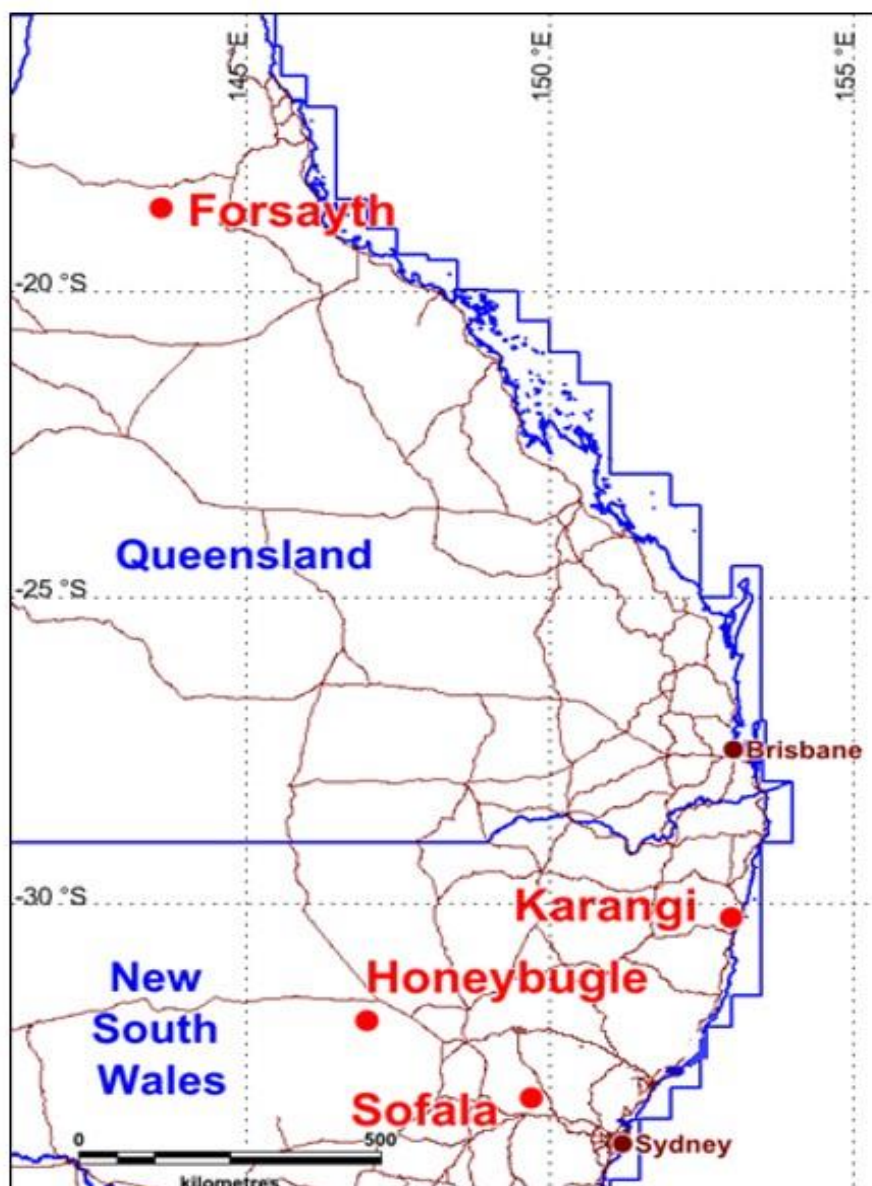 145 °E
150 °E
155 °E
Forsayth
-20 °S
Queensland
-25 °S
Brisbane
-30 °S
Karangi
New
South
Wales
Honeybugle
Sofala
Sydney
0
500
kilometres